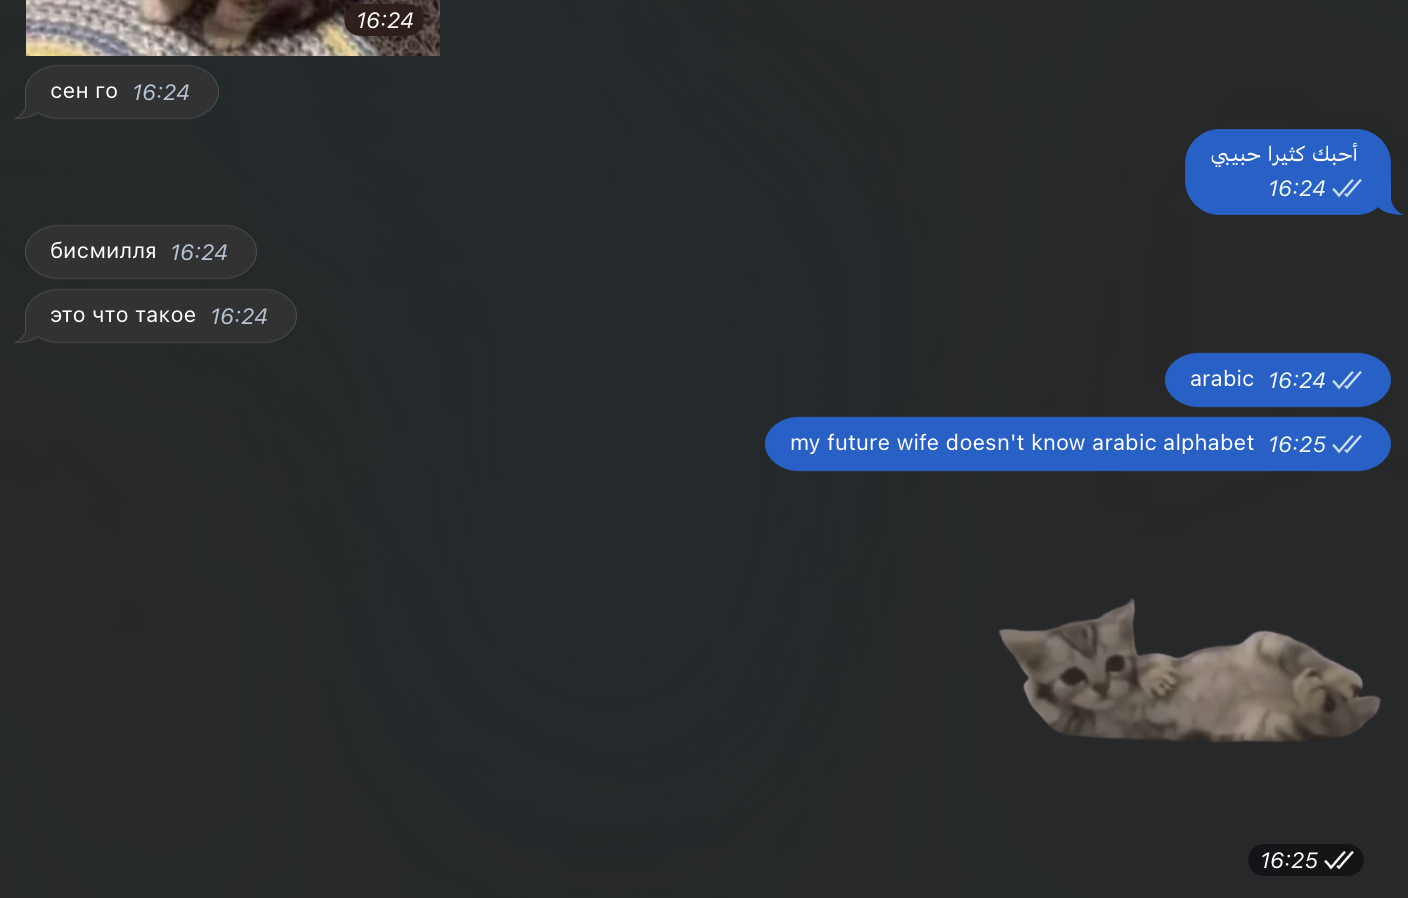 16:24
сен го 16:24
أحبك كثيرا حبيبي
16:24
бисмилля 16:24
это что такое 16:24
arabic 16:24
my future wife doesn't know arabic alphabet 16:25
16:25